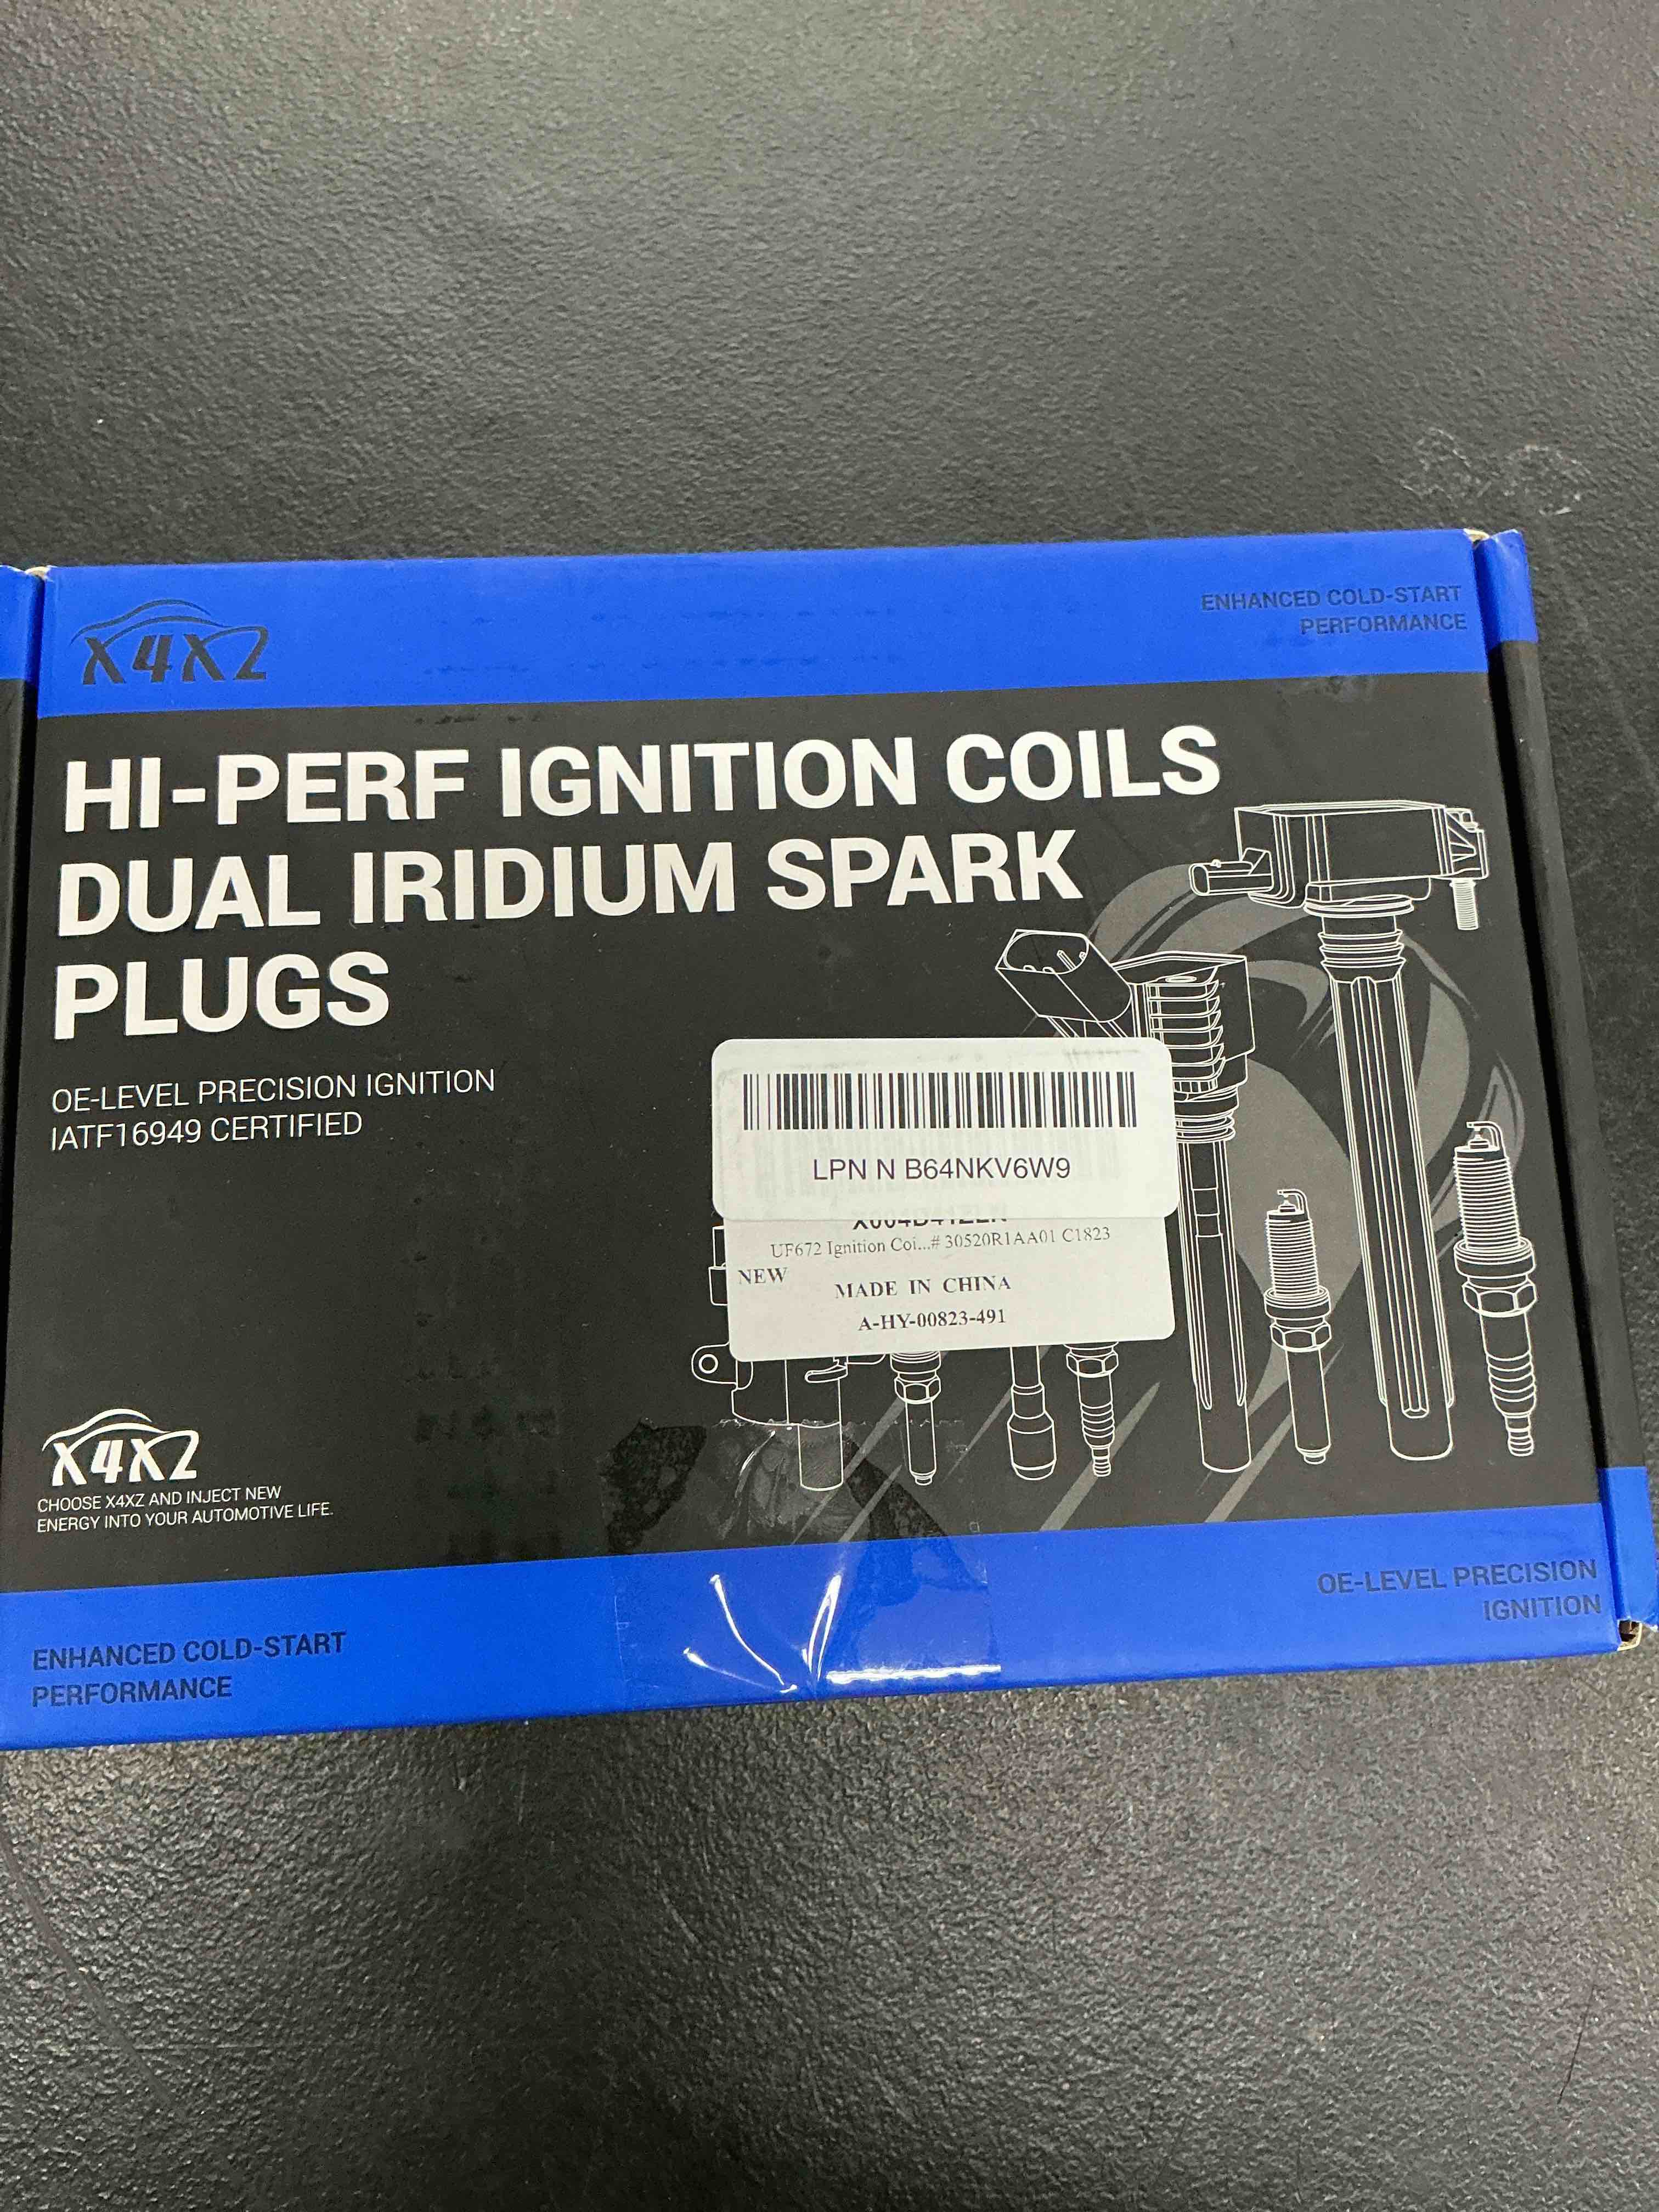 X4XZ
ENHANCED COLD-START
PERFORMANCE
HI-PERF IGNITION COILS
DUAL IRIDIUM SPARK
PLUGS
OE-LEVEL PRECISION IGNITION
IATF16949 CERTIFIED
LPN N B64NKV6W9
UF672 Ignition Coi...# 30520R1AA01 C1823
NEW
MADE IN CHINA
A-HY-00823-491
X4XZ
CHOOSE X4XZ AND INJECT NEW
ENERGY INTO YOUR AUTOMOTIVE LIFE.
OE-LEVEL PRECISION
IGNITION
ENHANCED COLD-START
PERFORMANCE